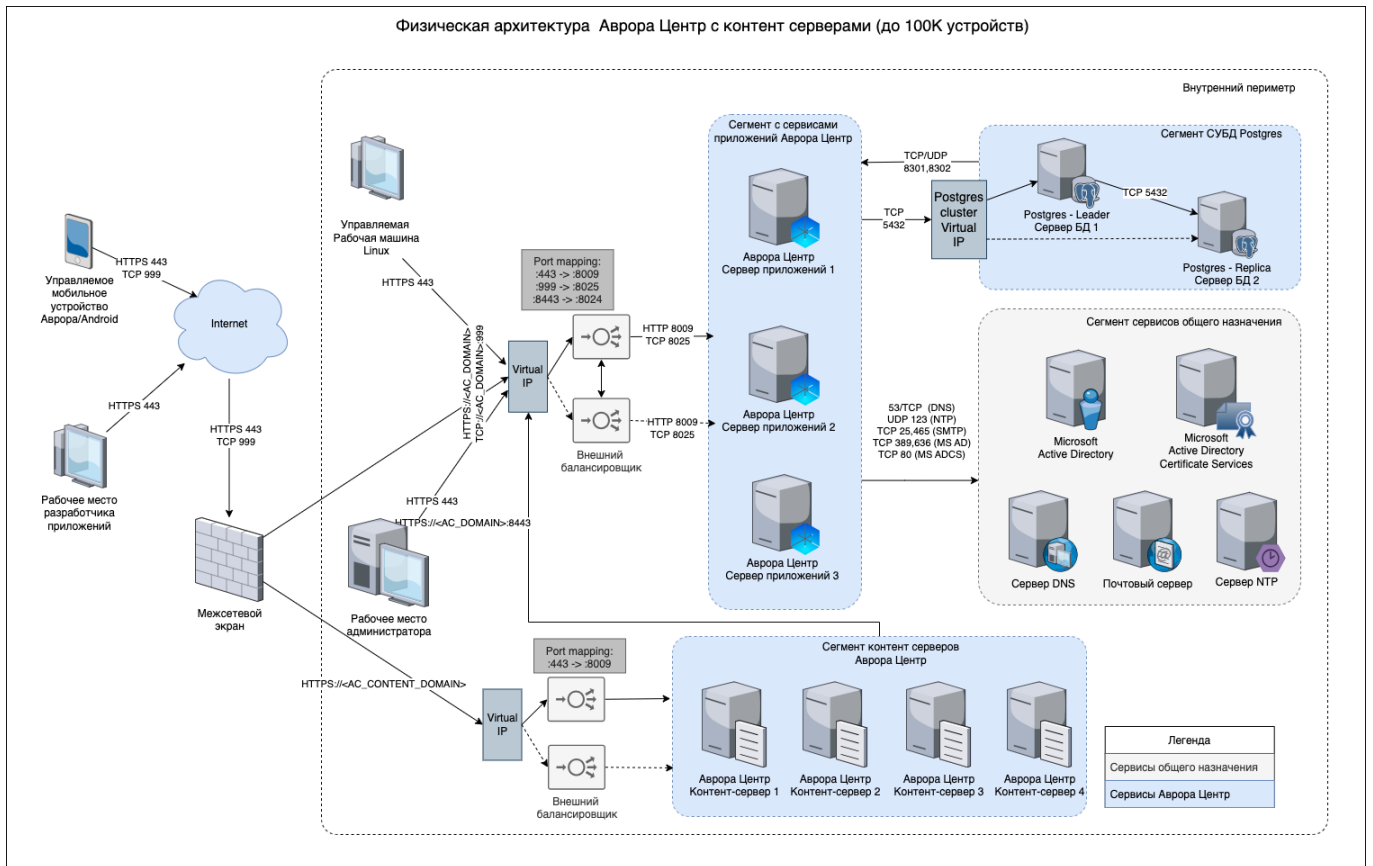 Физическая архитектура Аврора Центр с контент серверами (до 100К устройств)
Внутренний периметр
Управляемое
мобильное
устройство
Аврора/Android
HTTPS 443
TCP 999
Internet
HTTPS 443
Рабочее место
разработчика
приложений
HTTPS 443
TCP 999
Межсетевой
экран
Управляемая
Рабочая машина
Linux
HTTPS 443
HTTPS://<AC_DOMAIN>
TCP://<AC_DOMAIN>:999
HTTPS 443
HTTPS://<AC_DOMAIN>:8443
Рабочее место
администратора
HTTPS://<AC_CONTENT_DOMAIN>
Port mapping:
:443 -> :8009
:999 -> :8025
:8443 -> :8024
Virtual
IP
HTTP 8009
TCP 8025
HTTP 8009
TCP 8025
Внешний
балансировщик
Сегмент с сервисами
приложений Аврора Центр
Аврора Центр
Сервер приложений 1
Аврора Центр
Сервер приложений 2
Аврора Центр
Сервер приложений 3
TCP/UDP
8301,8302
TCP
5432
Сегмент СУБД Postgres
Postgres
cluster
Virtual
IP
Postgres - Leader
Сервер БД 1
TCP 5432
Postgres - Replica
Сервер БД 2
53/TCP (DNS)
UDP 123 (NTP)
TCP 25,465 (SMTP)
TCP 389,636 (MS AD)
TCP 80 (MS ADCS)
Сегмент сервисов общего назначения
Microsoft
Active Directory
Microsoft
Active Directory
Certificate Services
Сервер DNS
Почтовый сервер
Сервер NTP
Port mapping:
:443 -> :8009
Virtual
IP
Внешний
балансировщик
Сегмент контент серверов
Аврора Центр
Аврора Центр
Контент-сервер 1
Аврора Центр
Контент-сервер 2
Аврора Центр
Контент-сервер 3
Аврора Центр
Контент-сервер 4
Легенда
Сервисы общего назначения
Сервисы Аврора Центр